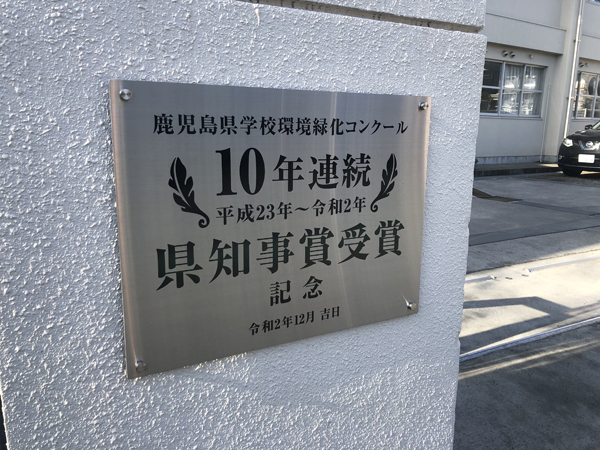 鹿児島県学校環境緑化コンクール
10年連続
平成23年～令和2年
県知事賞受賞
記念
令和2年12月 吉日